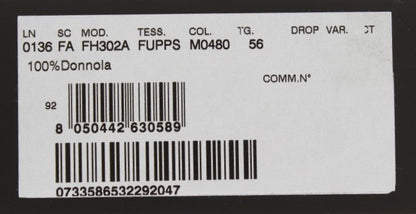 LN SC MOD. TESS. COL. TG. DROP VAR. CT
0136 FA FH302A FUPPS M0480 56
100%Donnola
COMM.N°
92
8 050442 630589
0733586532292047